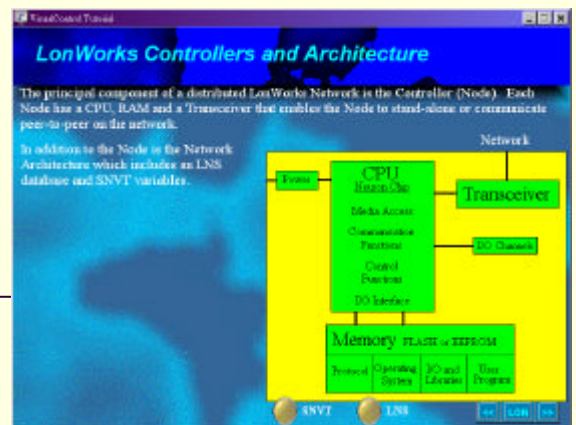 VisualControl Tutorial
LonWorks Controllers and Architecture
The principal component of a distributed LonWorks Network is the Controller (Node). Each
Node has a CPU, RAM and a Transceiver that enables the Node to stand-alone or communicate
peer-to-peer on the network.
In addition to the Node is the Network
Architecture which includes an LNS
database and SNVT variables.
Network
Power
CPU
Neuron Chip
Media Access
Communication
Functions
Control
Functions
I/O Interface
Transceiver
I/O Channels
Memory FLASH or EEPROM
Protocol
Operating
System
I/O and
Libraries
User
Program
SNVT
LNS
<<
LON
>>